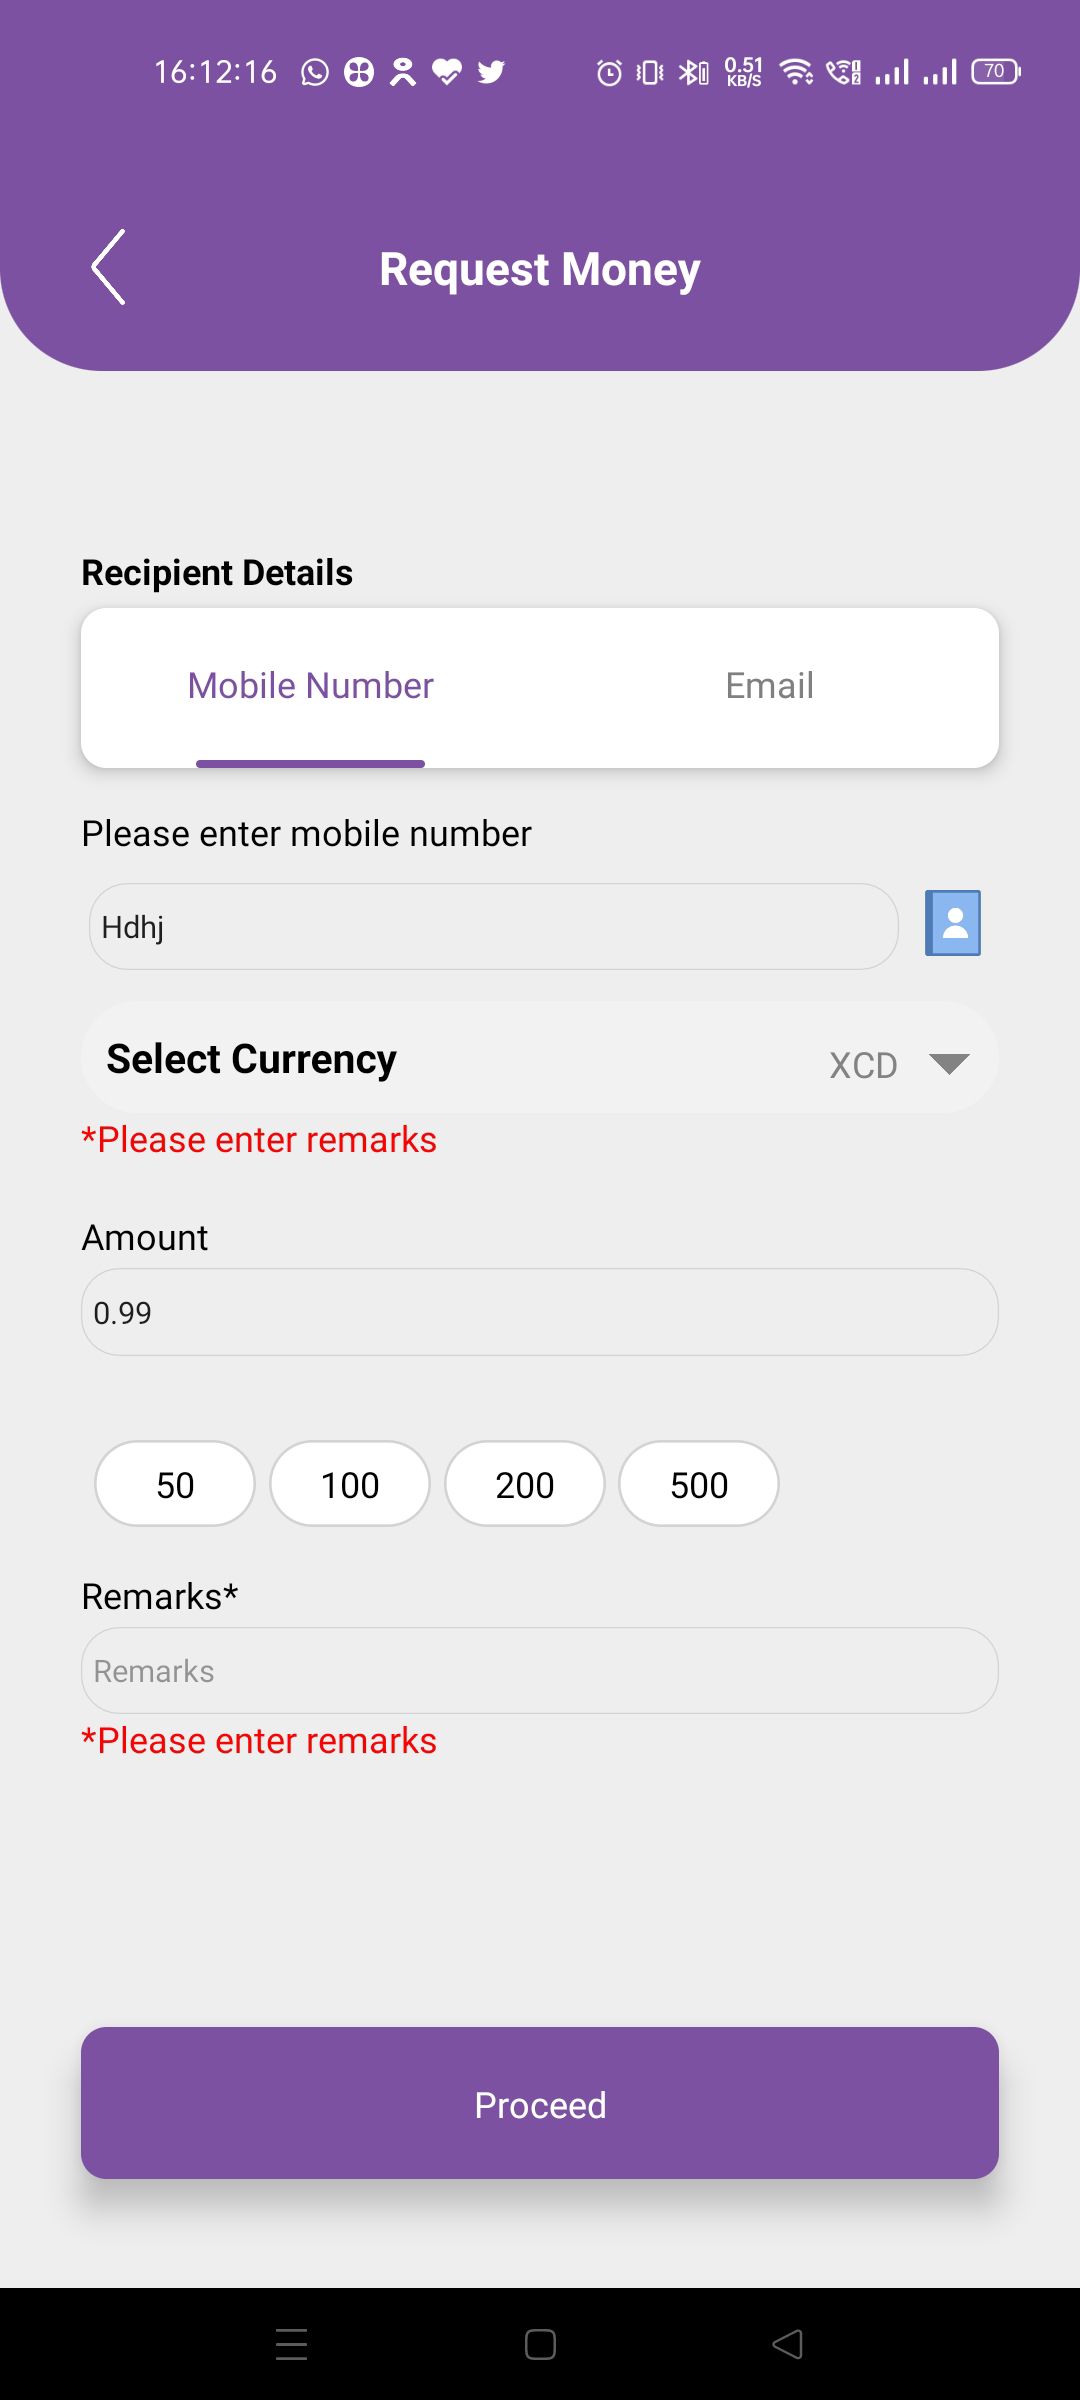 16:12:16 0.51 KB/S 70
Request Money
Recipient Details
Mobile Number Email
Please enter mobile number
Hdhj
Select Currency XCD
*Please enter remarks
Amount
0.99
50 100 200 500
Remarks*
Remarks
*Please enter remarks
Proceed